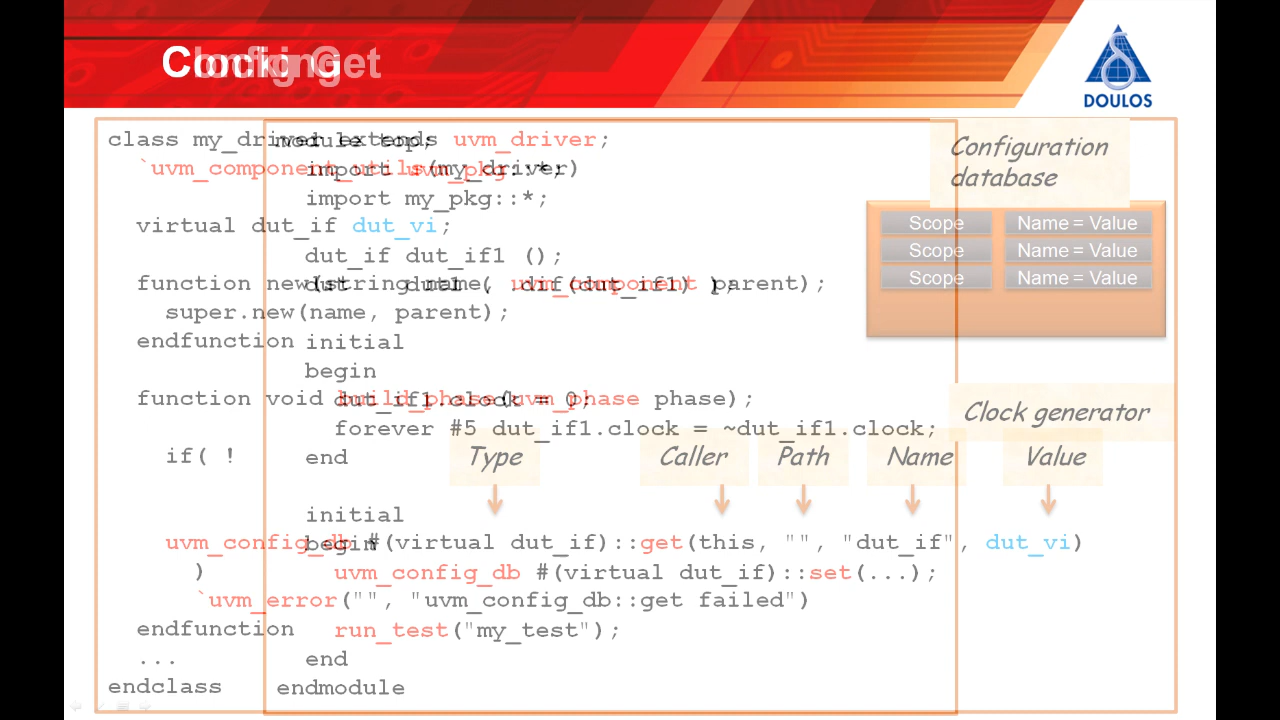 Config Get
Clocking
DOULOS
class my_driver extends uvm_driver;
`uvm_component_utils(my_driver)
virtual dut_if dut_vi;
function new(string name, uvm_component parent);
super.new(name, parent);
endfunction
function void build_phase(uvm_phase phase);
if( !
uvm_config_db #(virtual dut_if)::get(this, "", "dut_if", dut_vi)
)
`uvm_error("", "uvm_config_db::get failed")
endfunction
...
endclass
module top;
import uvm_pkg::*;
import my_pkg::*;
dut_if dut_if1 ();
dut dut1 ( .dif(dut_if1) );
initial
begin
dut_if1.clock = 0;
forever #5 dut_if1.clock = ~dut_if1.clock;
end
initial
begin
uvm_config_db #(virtual dut_if)::set(...);
run_test("my_test");
end
endmodule
Configuration
database
Scope Name = Value
Scope Name = Value
Scope Name = Value
Clock generator
Type Caller Path Name Value